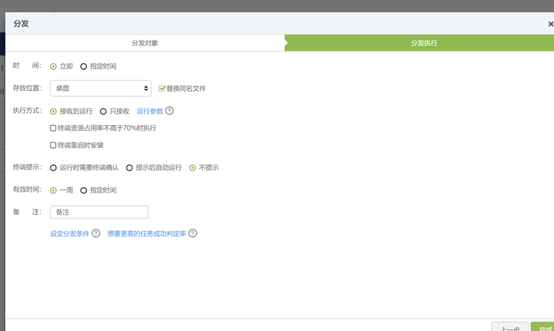 分发
分发对象 分发执行
时 间： 立即 指定时间
存放位置： 桌面 替换同名文件
执行方式： 接收后运行 只接收 运行参数 ?
终端资源占用率不高于70%时执行
终端重启时安装
终端提示： 运行时需要终端确认 提示后自动运行 不提示
有效时间： 一周 指定时间
备 注： 备注
设定分发条件 ? 想要更高的任务成功判定率 ?
上一步 完成